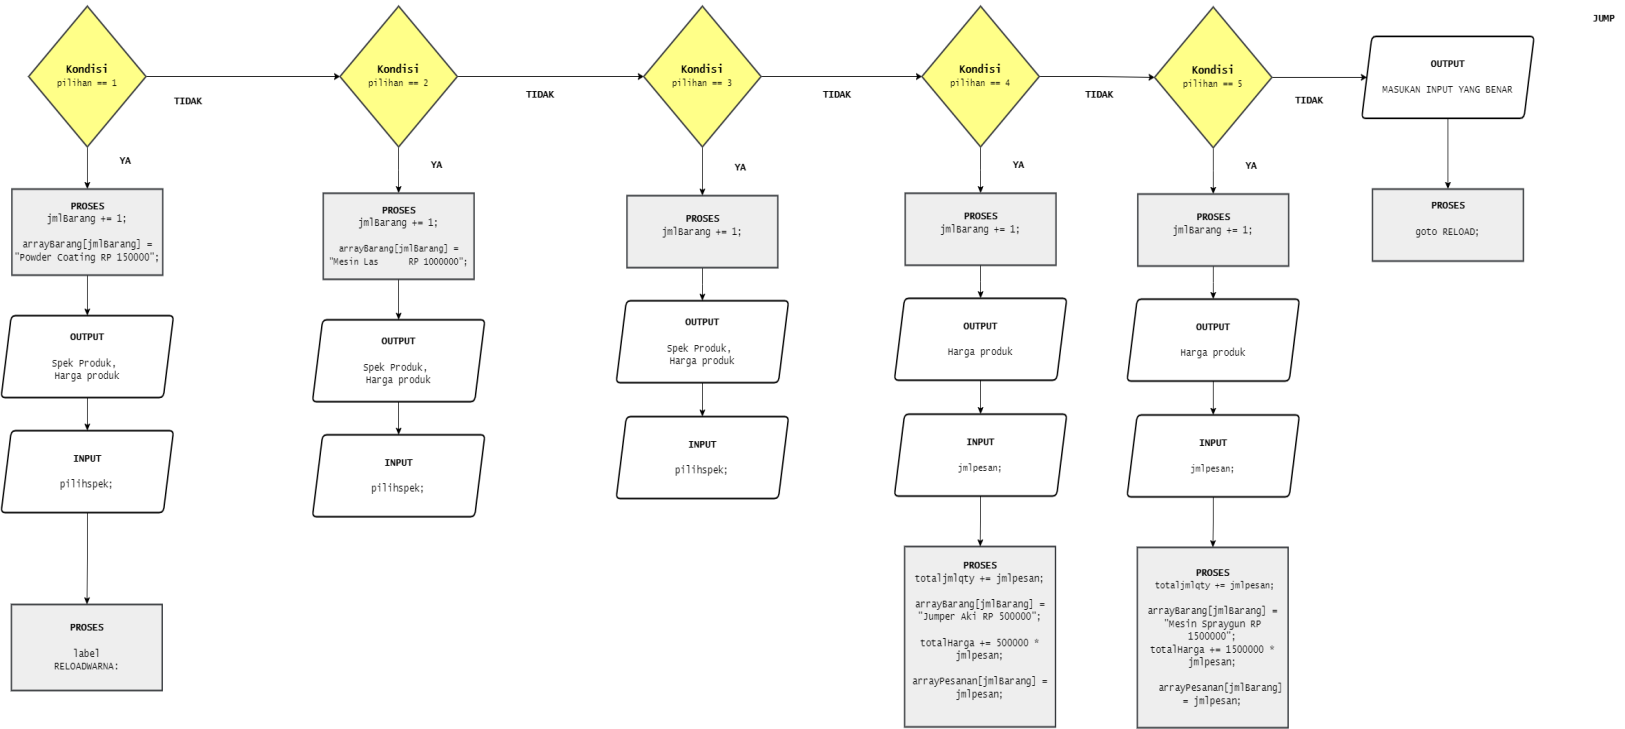 JUMP
Kondisi
pilihan == 1
TIDAK
YA
PROSES
jmlBarang += 1;
arrayBarang[jmlBarang] =
"Powder Coating RP 150000";
OUTPUT
Spek Produk,
Harga produk
INPUT
pilihspek;
PROSES
label
RELOADWARNA:
Kondisi
pilihan == 2
TIDAK
YA
PROSES
jmlBarang += 1;
arrayBarang[jmlBarang] =
"Mesin Las RP 1000000";
OUTPUT
Spek Produk,
Harga produk
INPUT
pilihspek;
Kondisi
pilihan == 3
TIDAK
YA
PROSES
jmlBarang += 1;
OUTPUT
Spek Produk,
Harga produk
INPUT
pilihspek;
Kondisi
pilihan == 4
TIDAK
YA
PROSES
jmlBarang += 1;
OUTPUT
Harga produk
INPUT
jmlpesan;
PROSES
totaljmlqty += jmlpesan;
arrayBarang[jmlBarang] =
"Jumper Aki RP 500000";
totalHarga += 500000 *
jmlpesan;
arrayPesanan[jmlBarang] =
jmlpesan;
Kondisi
pilihan == 5
TIDAK
YA
PROSES
jmlBarang += 1;
OUTPUT
Harga produk
INPUT
jmlpesan;
PROSES
totaljmlqty += jmlpesan;
arrayBarang[jmlBarang] =
"Mesin Spraygun RP
1500000";
totalHarga += 1500000 *
jmlpesan;
arrayPesanan[jmlBarang]
= jmlpesan;
OUTPUT
MASUKAN INPUT YANG BENAR
PROSES
goto RELOAD;